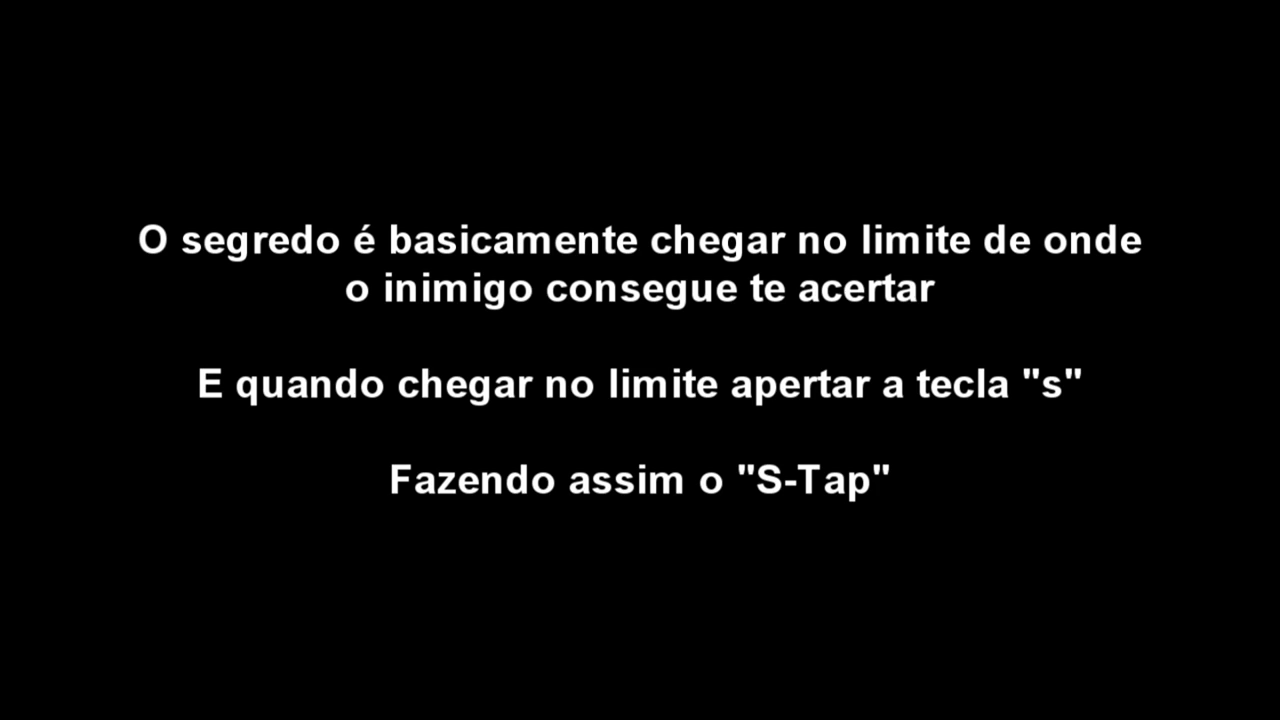 O segredo é basicamente chegar no limite de onde
o inimigo consegue te acertar
E quando chegar no limite apertar a tecla "s"
Fazendo assim o "S-Tap"